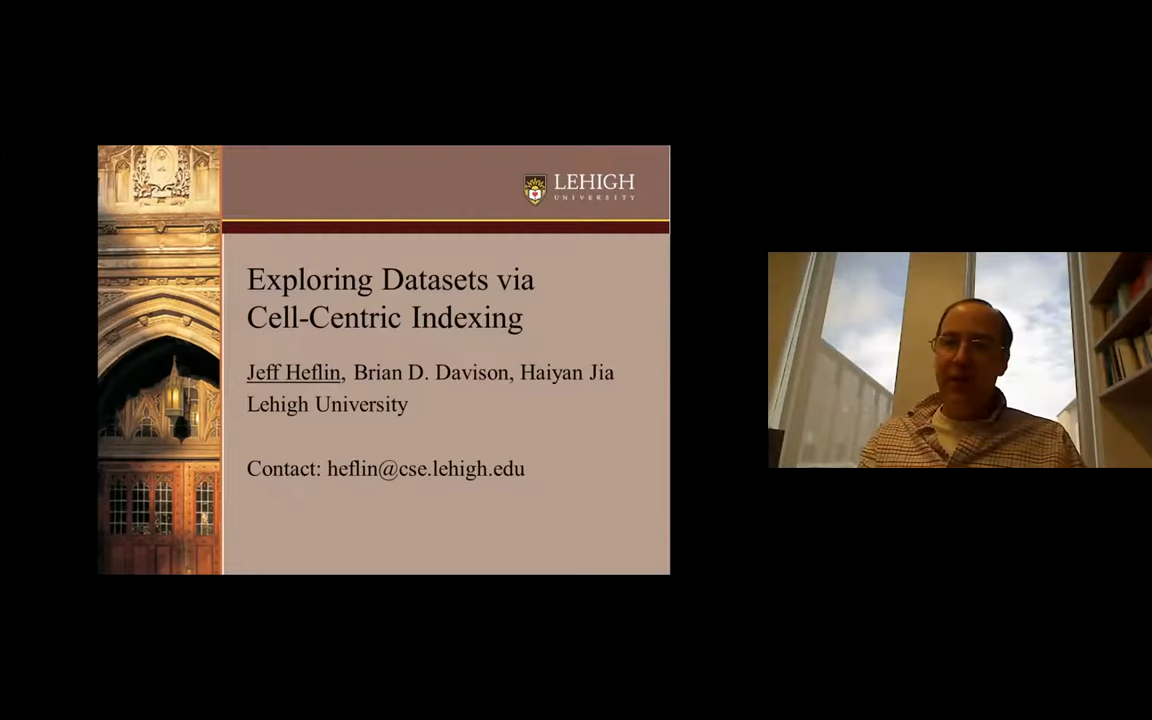 LEHIGH
UNIVERSITY
Exploring Datasets via
Cell-Centric Indexing
Jeff Heflin, Brian D. Davison, Haiyan Jia
Lehigh University
Contact: heflin@cse.lehigh.edu